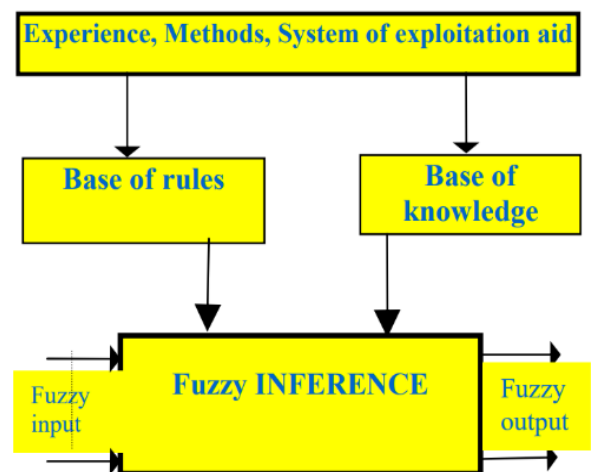 Experience, Methods, System of exploitation aid
Base of rules
Base of
knowledge
Fuzzy INFERENCE
Fuzzy
input
Fuzzy
output